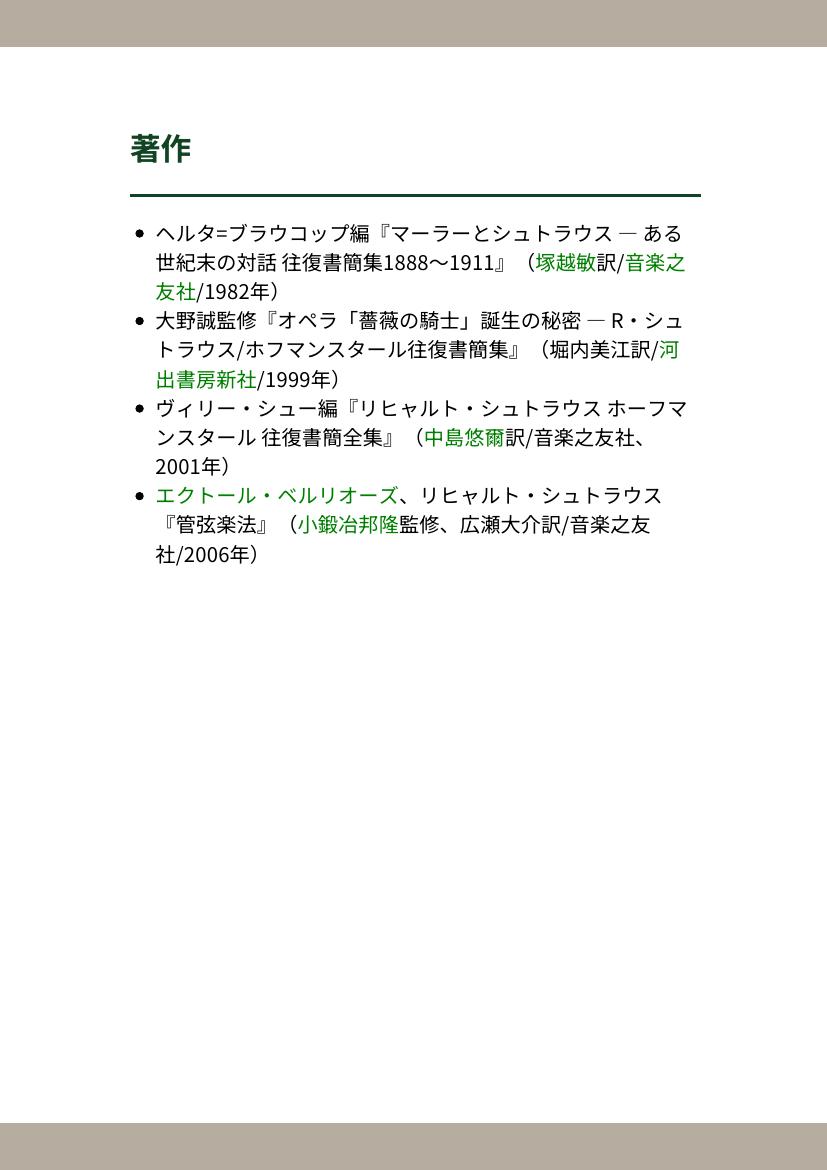 著作
ヘルタ=ブラウコップ編『マーラーとシュトラウス ― ある
世紀末の対話 往復書簡集1888〜1911』（塚越敏訳/音楽之
友社/1982年）
大野誠監修『オペラ「薔薇の騎士」誕生の秘密 ― R・シュ
トラウス/ホフマンスタール往復書簡集』（堀内美江訳/河
出書房新社/1999年）
ヴィリー・シュー編『リヒャルト・シュトラウス ホーフマ
ンスタール 往復書簡全集』（中島悠爾訳/音楽之友社、
2001年）
エクトール・ベルリオーズ、リヒャルト・シュトラウス
『管弦楽法』（小鍛冶邦隆監修、広瀬大介訳/音楽之友
社/2006年）